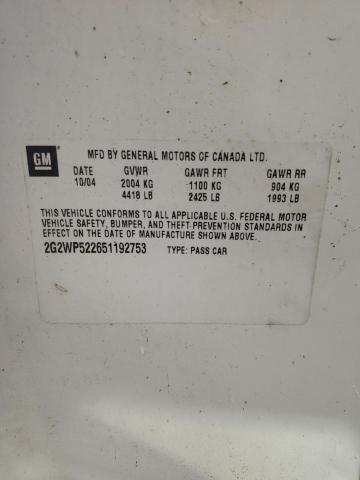 GM
MFD BY GENERAL MOTORS OF CANADA LTD.
DATE GVWR GAWR FRT GAWR RR
10/04 2004 KG 1100 KG 904 KG
4418 LB 2425 LB 1993 LB
THIS VEHICLE CONFORMS TO ALL APPLICABLE U.S. FEDERAL MOTOR
VEHICLE SAFETY, BUMPER, AND THEFT PREVENTION STANDARDS IN
EFFECT ON THE DATE OF MANUFACTURE SHOWN ABOVE.
2G2WP522651192753 TYPE: PASS CAR